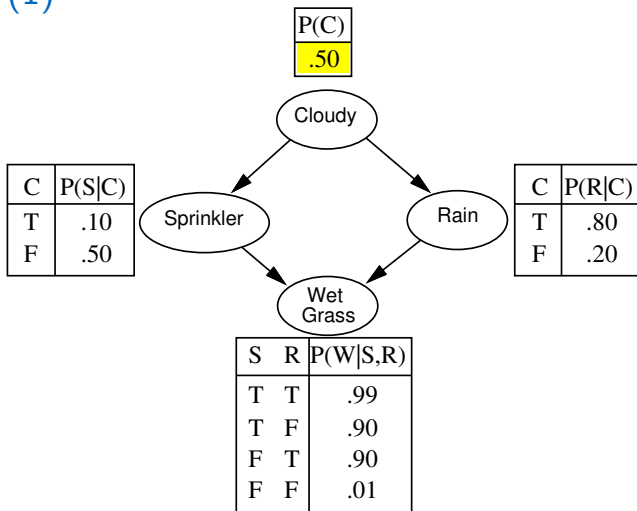 (1)
P(C)
.50
Cloudy
C P(S|C)
T .10
F .50
Sprinkler
Rain
C P(R|C)
T .80
F .20
Wet
Grass
S R P(W|S,R)
T T .99
T F .90
F T .90
F F .01